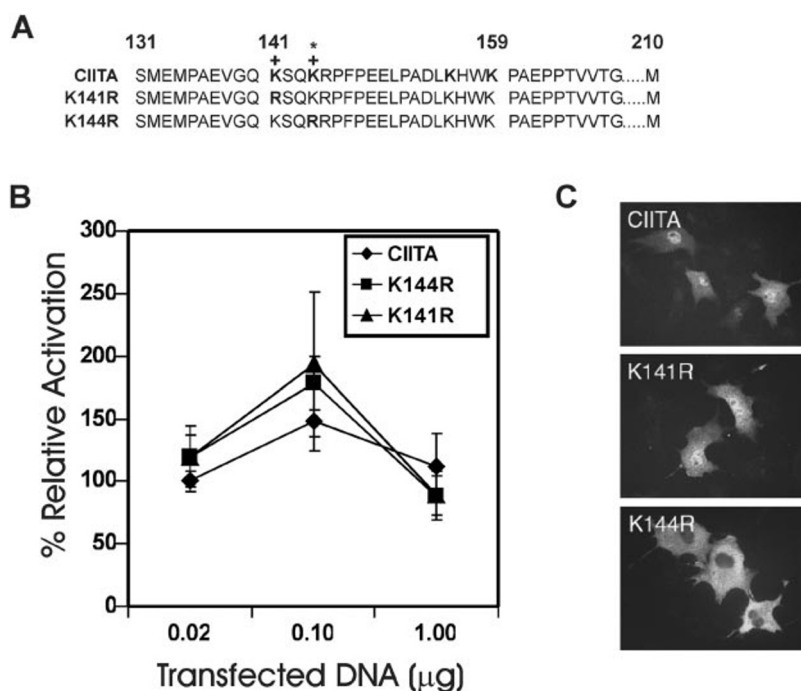 A
131 141 * 159 210
+ +
CIITA SMEMPAEVGQ KSQKRPFPEELPADLKHWK PAEPPTVVTG.....M
K141R SMEMPAEVGQ RSQKRPFPEELPADLKHWK PAEPPTVVTG.....M
K144R SMEMPAEVGQ KSQRRPFPEELPADLKHWK PAEPPTVVTG.....M
B
300
250
200
150
100
50
0
% Relative Activation
CIITA
K144R
K141R
0.02 0.10 1.00
Transfected DNA (μg)
C
CIITA
K141R
K144R